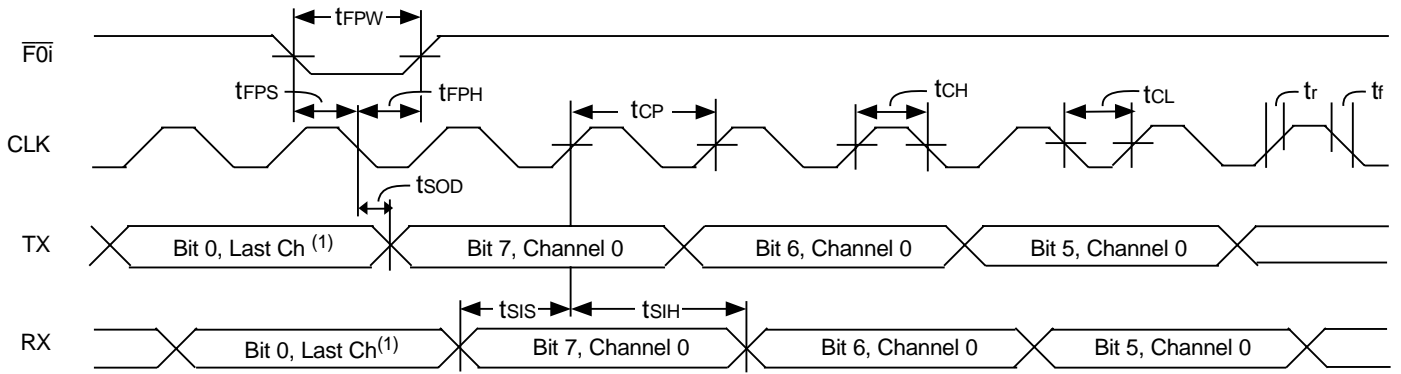 tFPW
F0i
tFPS
tFPH
tCP
tCH
tCL
tr
tf
CLK
tSOD
TX
Bit 0, Last Ch (1)
Bit 7, Channel 0
Bit 6, Channel 0
Bit 5, Channel 0
tSIS
tSIH
RX
Bit 0, Last Ch(1)
Bit 7, Channel 0
Bit 6, Channel 0
Bit 5, Channel 0